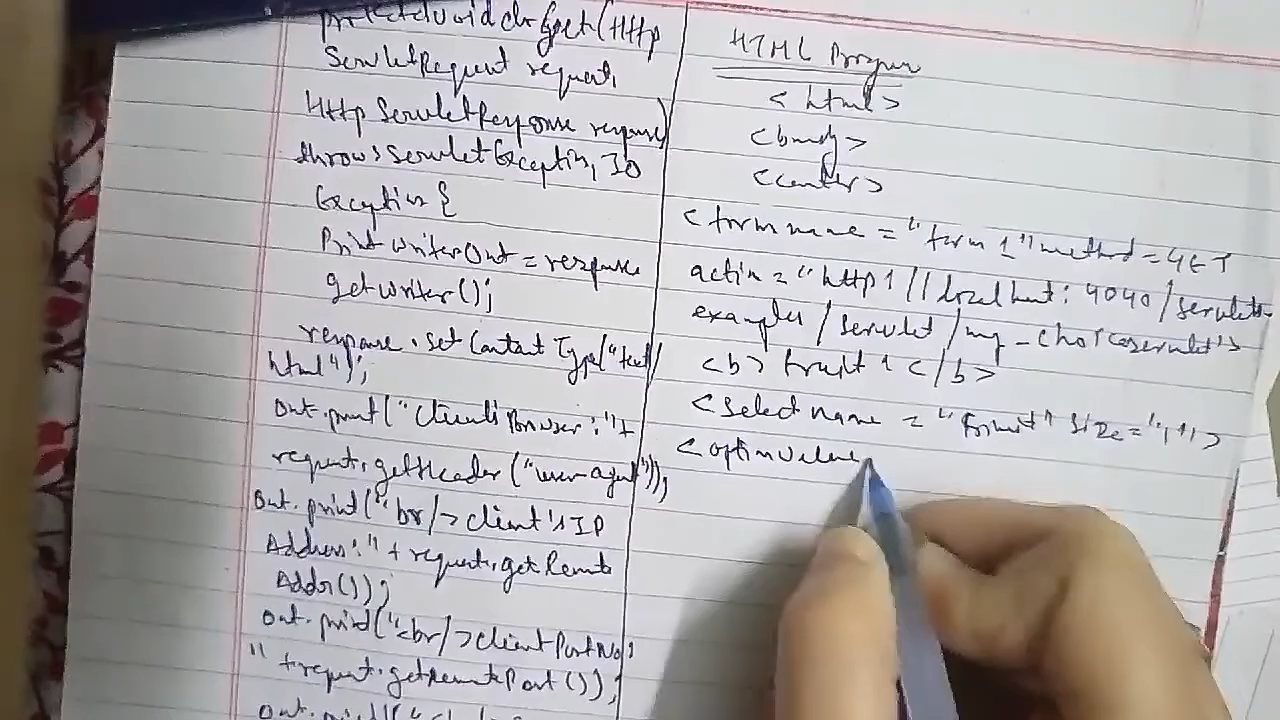 protected void doGet(Http
ServletRequest request,
HttpServletResponse response)
throws ServletException, IO
Exception {
PrintWriter out = response
getWriter();
response.setContentType("text/
html");
out.print("Client's Browser:"+
request.getHeader("user-agent"));
out.print("<br/>client's IP
Address:" + request.getRemote
Addr());
out.print("<br/>client Port No:
" + request.getRemotePort());
out.print("
HTML Program
<html>
<body>
<center>
<form name = "form 1" method = GET
action = "http://localhost:4040/servlets
examples/servlet/my_choiceservlet">
<b> fruit: </b>
<select name = "fruit" size="1">
<option value